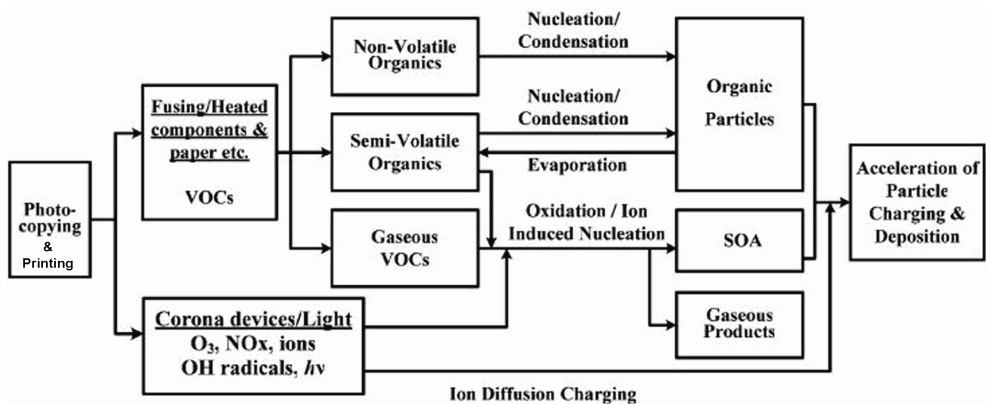 Photo-
copying
&
Printing
Fusing/Heated
components &
paper etc.
VOCs
Corona devices/Light
O₃, NOx, ions
OH radicals, hν
Non-Volatile
Organics
Semi-Volatile
Organics
Gaseous
VOCs
Nucleation/
Condensation
Nucleation/
Condensation
Evaporation
Oxidation / Ion
Induced Nucleation
Organic
Particles
SOA
Gaseous
Products
Ion Diffusion Charging
Acceleration of
Particle
Charging &
Deposition